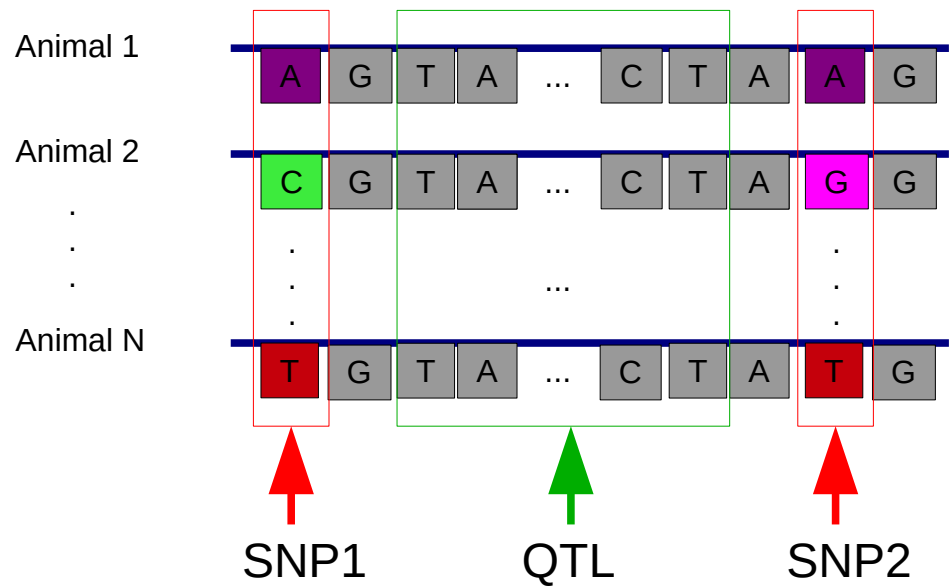 Animal 1
A G T A ... C T A A G
Animal 2
C G T A ... C T A G G
. . .
. ... .
. . .
Animal N
T G T A ... C T A T G
SNP1 QTL SNP2